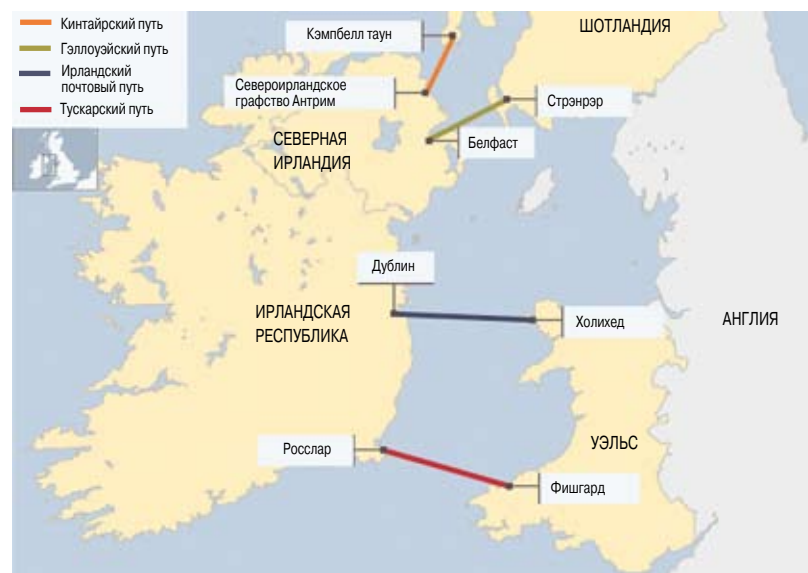 Кинтайрский путь
Гэллоуэйский путь
Ирландский
почтовый путь
Тускарский путь
Кэмпбелл таун
ШОТЛАНДИЯ
Североирландское
графство Антрим
Стрэнрэр
СЕВЕРНАЯ
ИРЛАНДИЯ
Белфаст
Дублин
ИРЛАНДСКАЯ
РЕСПУБЛИКА
Холихед
АНГЛИЯ
УЭЛЬС
Росслар
Фишгард